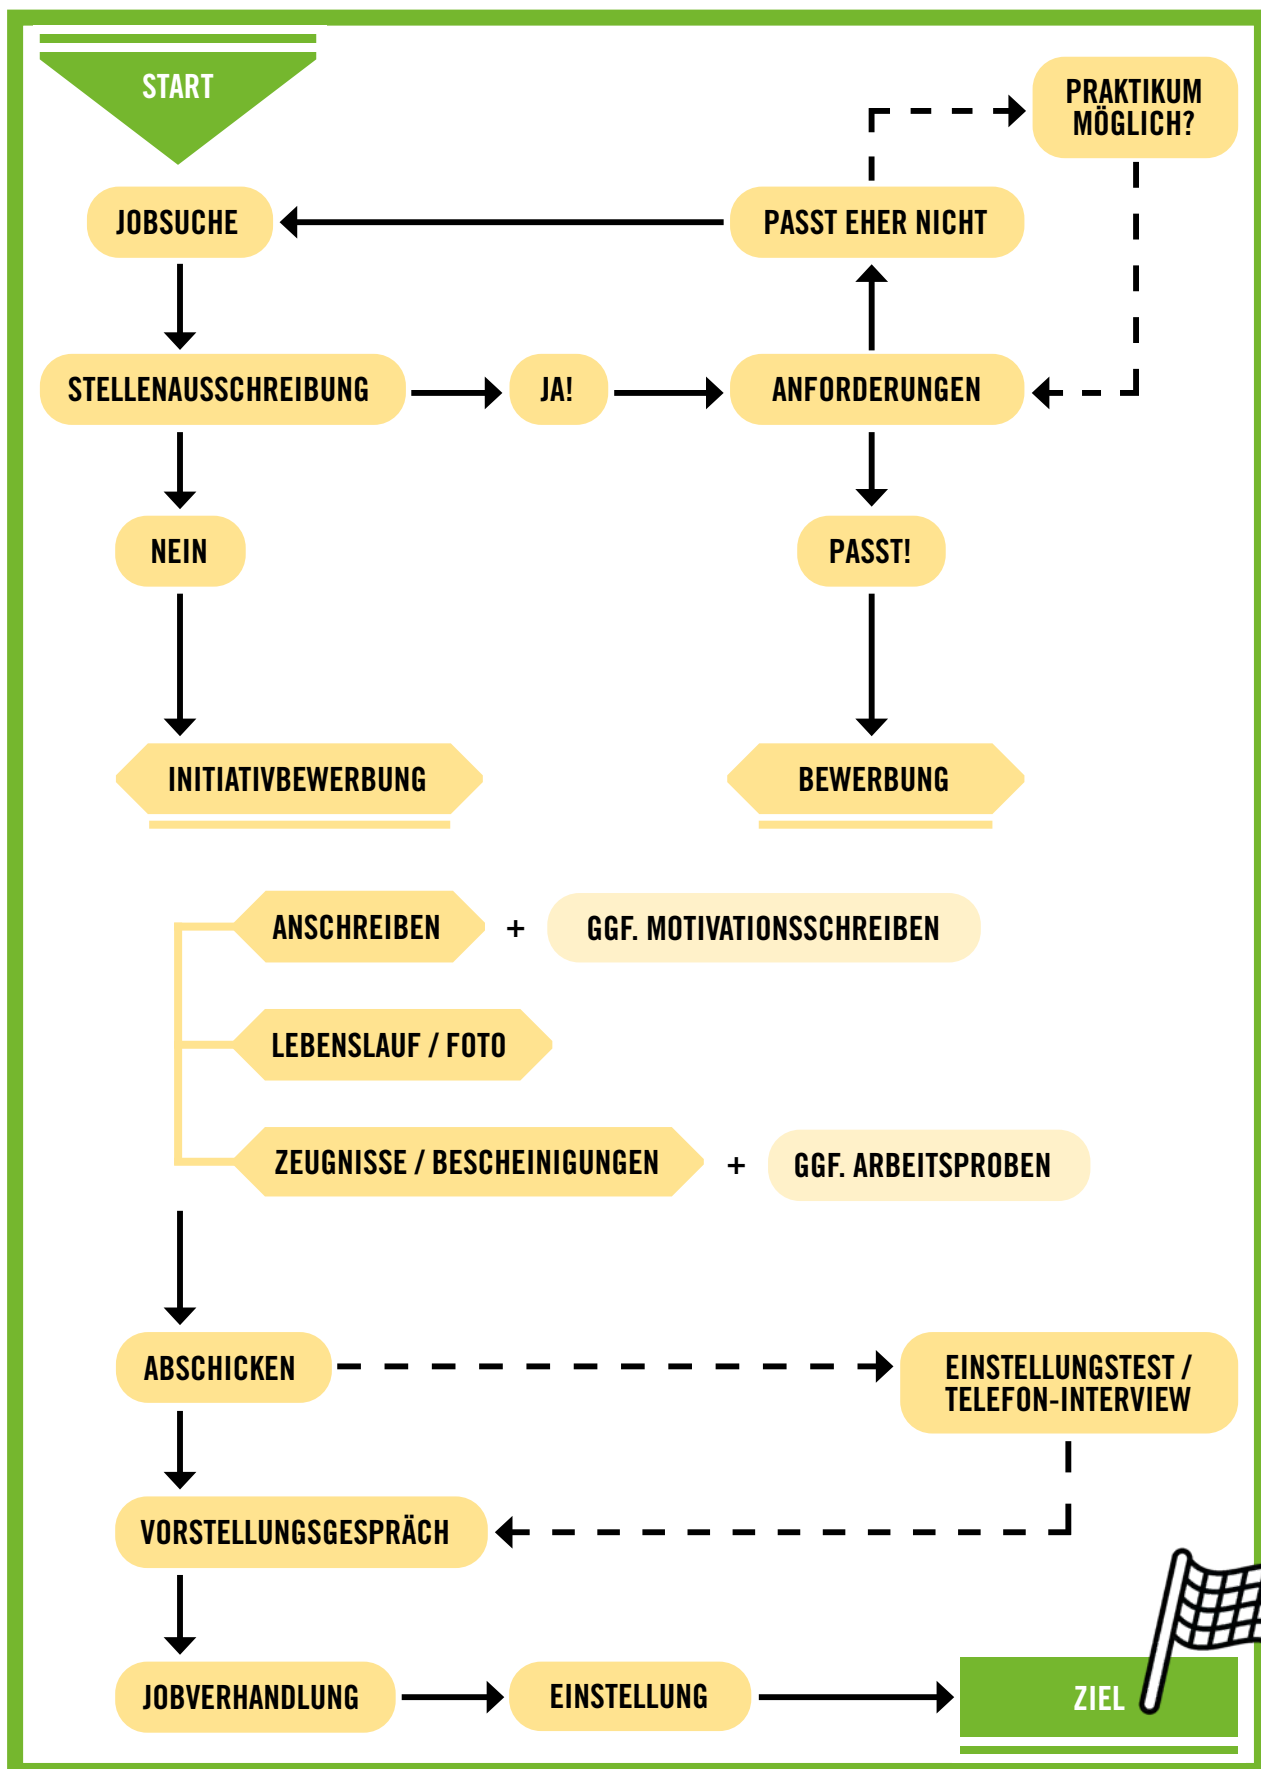 START
PRAKTIKUM
MÖGLICH?
JOBSUCHE
PASST EHER NICHT
STELLENAUSSCHREIBUNG
JA!
ANFORDERUNGEN
NEIN
PASST!
INITIATIVBEWERBUNG
BEWERBUNG
ANSCHREIBEN
+
GGF. MOTIVATIONSSCHREIBEN
LEBENSLAUF / FOTO
ZEUGNISSE / BESCHEINIGUNGEN
+
GGF. ARBEITSPROBEN
ABSCHICKEN
EINSTELLUNGSTEST /
TELEFON-INTERVIEW
VORSTELLUNGSGESPRÄCH
JOBVERHANDLUNG
EINSTELLUNG
ZIEL